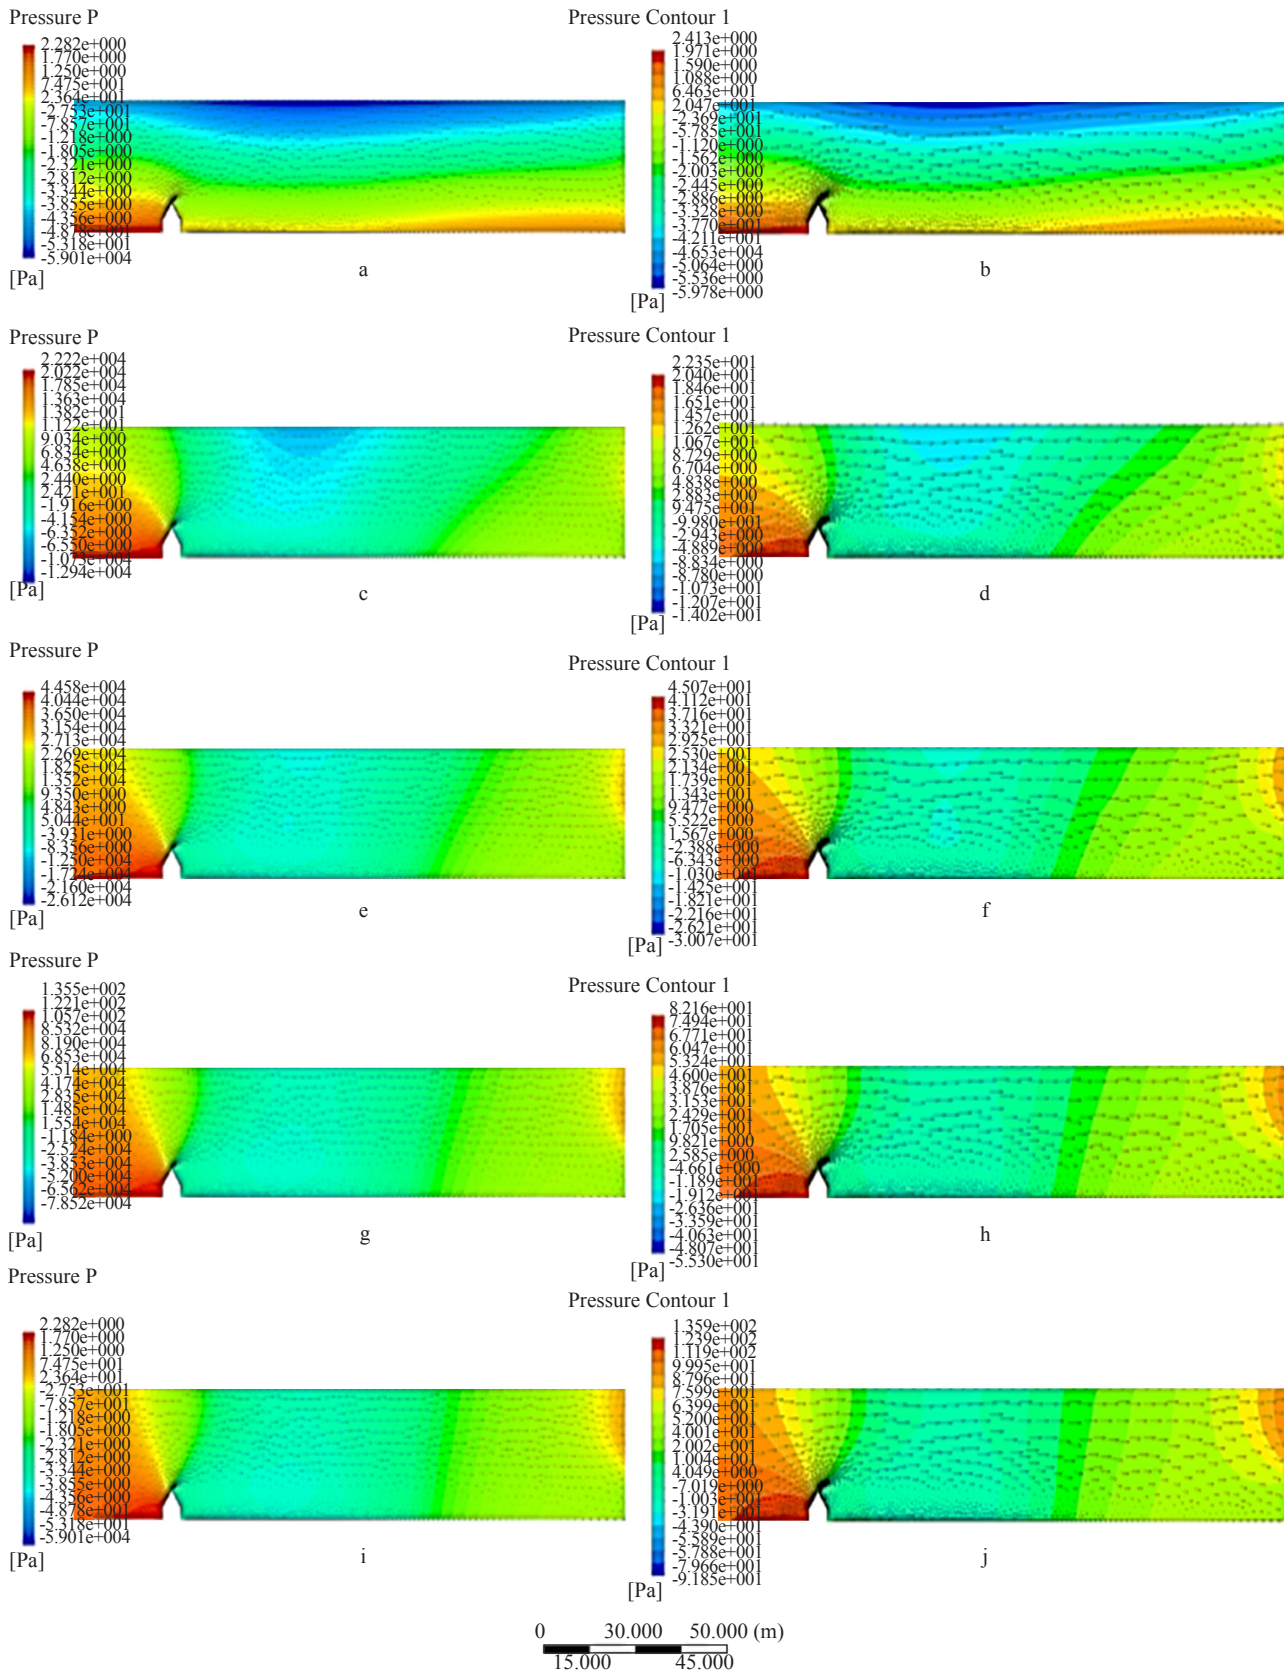 Pressure P
2.282e+000
1.770e+000
1.250e+000
7.475e+001
2.364e+001
-2.753e+001
-7.857e+001
-1.218e+000
-1.805e+000
-2.321e+000
-2.812e+000
-3.344e+000
-3.855e+000
-4.356e+000
-4.878e+001
-5.318e+001
-5.901e+004
[Pa]
a
Pressure Contour 1
2.413e+000
1.971e+000
1.590e+000
1.088e+000
6.463e+001
2.047e+001
-2.369e+001
-5.785e+001
-1.120e+000
-1.562e+000
-2.003e+000
-2.445e+000
-2.886e+000
-3.328e+000
-3.770e+001
-4.211e+001
-4.653e+004
-5.064e+000
-5.536e+000
-5.978e+000
[Pa]
b
Pressure P
2.222e+004
2.022e+004
1.785e+004
1.363e+004
1.382e+001
1.122e+001
9.034e+000
6.834e+000
4.638e+000
2.440e+000
2.421e+001
-1.916e+000
-4.154e+000
-6.352e+000
-6.550e+000
-1.073e+004
-1.294e+004
[Pa]
c
Pressure Contour 1
2.235e+001
2.040e+001
1.846e+001
1.651e+001
1.457e+001
1.262e+001
1.067e+001
8.729e+000
6.704e+000
4.838e+000
2.883e+000
9.475e+001
-9.980e+001
-2.943e+000
-4.889e+000
-8.834e+000
-8.780e+000
-1.073e+001
-1.207e+001
-1.402e+001
[Pa]
d
Pressure P
4.458e+004
4.044e+004
3.650e+004
3.154e+004
2.713e+004
2.269e+004
1.825e+004
1.352e+004
9.350e+000
4.843e+000
5.044e+001
-3.931e+000
-8.356e+000
-1.250e+004
-1.724e+004
-2.160e+004
-2.612e+004
[Pa]
e
Pressure Contour 1
4.507e+001
4.112e+001
3.716e+001
3.321e+001
2.925e+001
2.530e+001
2.134e+001
1.739e+001
1.343e+001
9.477e+000
5.522e+000
1.567e+000
-2.388e+000
-6.343e+000
-1.030e+001
-1.425e+001
-1.821e+001
-2.216e+001
-2.621e+001
-3.007e+001
[Pa]
f
Pressure P
1.355e+002
1.221e+002
1.057e+002
8.532e+004
8.190e+004
6.853e+004
5.514e+004
4.174e+004
2.835e+004
1.485e+004
1.554e+004
-1.184e+000
-2.524e+004
-3.853e+004
-5.200e+004
-6.562e+004
-7.852e+004
[Pa]
g
Pressure Contour 1
8.216e+001
7.494e+001
6.771e+001
6.047e+001
5.324e+001
4.600e+001
3.876e+001
3.153e+001
2.429e+001
1.705e+001
9.821e+000
2.585e+000
-4.661e+000
-1.189e+001
-1.912e+001
-2.636e+001
-3.359e+001
-4.063e+001
-4.807e+001
-5.530e+001
[Pa]
h
Pressure P
2.282e+000
1.770e+000
1.250e+000
7.475e+001
2.364e+001
-2.753e+001
-7.857e+001
-1.218e+000
-1.805e+000
-2.321e+000
-2.812e+000
-3.344e+000
-3.855e+000
-4.356e+000
-4.878e+001
-5.318e+001
-5.901e+004
[Pa]
i
Pressure Contour 1
1.359e+002
1.239e+002
1.119e+002
9.995e+001
8.796e+001
7.599e+001
6.399e+001
5.200e+001
4.001e+001
2.002e+001
1.004e+001
4.049e+000
-7.019e+000
-1.003e+001
-3.191e+001
-4.390e+001
-5.589e+001
-5.788e+001
-7.966e+001
-9.185e+001
[Pa]
j
0 30.000 50.000 (m)
15.000 45.000